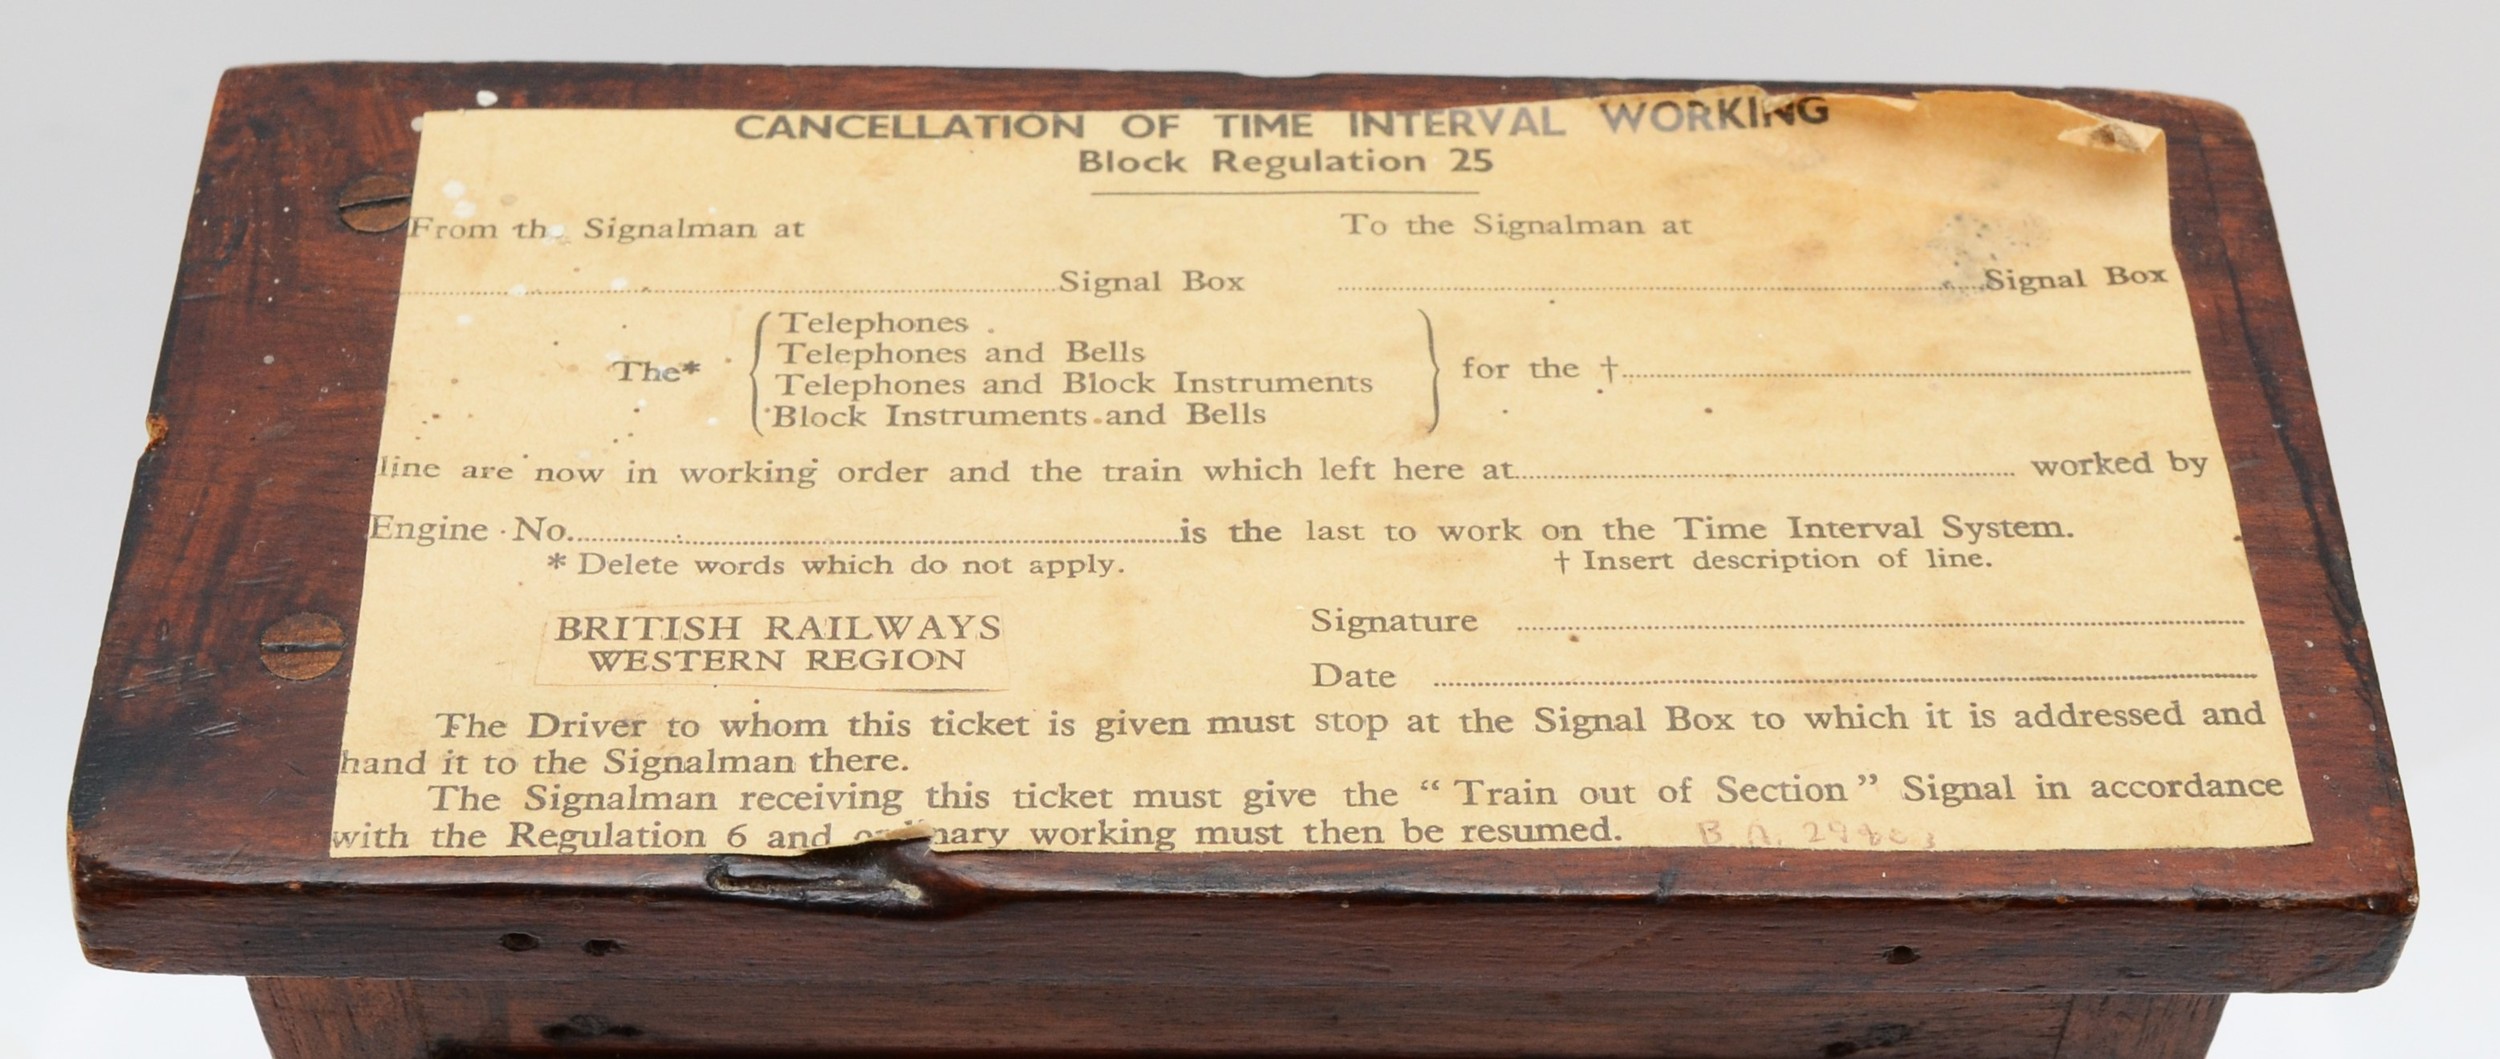 CANCELLATION OF TIME INTERVAL WORKING
Block Regulation 25
From the Signalman at To the Signalman at
Signal Box Signal Box
The*
Telephones
Telephones and Bells
Telephones and Block Instruments
Block Instruments and Bells
for the †
line are now in working order and the train which left here at worked by
Engine No. is the last to work on the Time Interval System.
* Delete words which do not apply. † Insert description of line.
BRITISH RAILWAYS
WESTERN REGION
Signature
Date
The Driver to whom this ticket is given must stop at the Signal Box to which it is addressed and
hand it to the Signalman there.
The Signalman receiving this ticket must give the “ Train out of Section ” Signal in accordance
with the Regulation 6 and ordinary working must then be resumed.